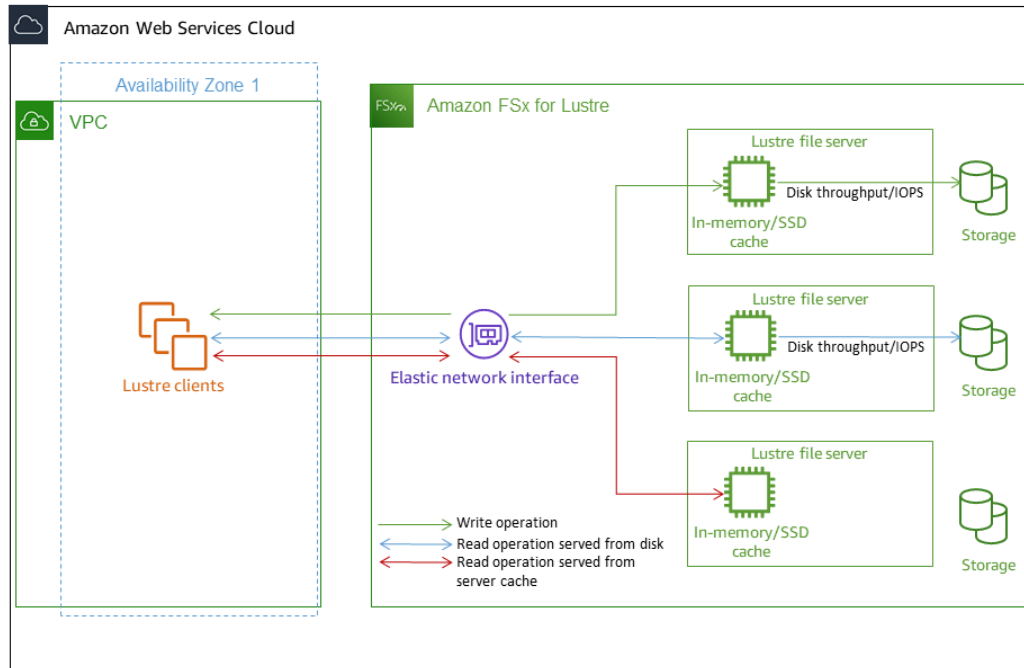 Amazon Web Services Cloud
Availability Zone 1
VPC
FSx
Amazon FSx for Lustre
Lustre file server
Disk throughput/IOPS
In-memory/SSD
cache
Storage
Lustre file server
Disk throughput/IOPS
In-memory/SSD
cache
Storage
Lustre clients
Elastic network interface
Lustre file server
In-memory/SSD
cache
Storage
Write operation
Read operation served from disk
Read operation served from
server cache